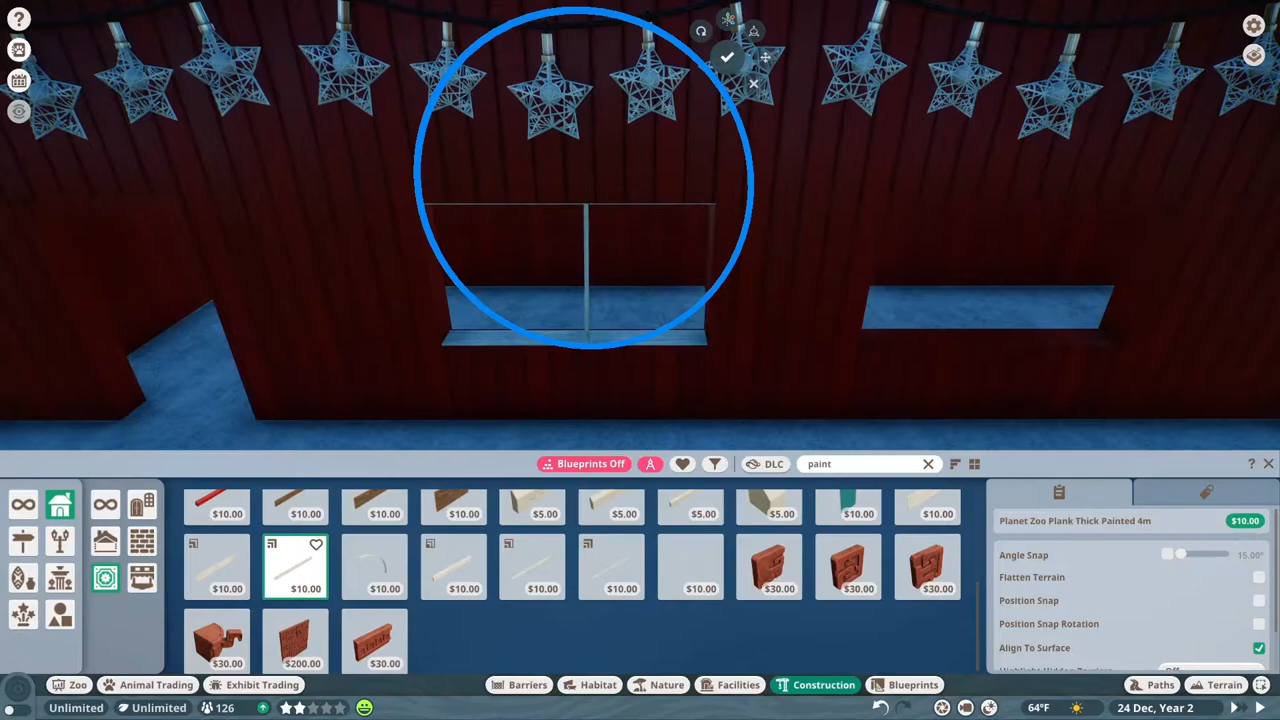 ?
Blueprints Off
DLC
paint
?
$10.00 $10.00 $10.00 $10.00 $5.00 $5.00 $5.00 $5.00 $10.00 $10.00
$10.00 $10.00 $10.00 $10.00 $10.00 $10.00 $10.00 $30.00 $30.00 $30.00
$30.00 $200.00 $30.00
Planet Zoo Plank Thick Painted 4m $10.00
Angle Snap 15.00°
Flatten Terrain
Position Snap
Position Snap Rotation
Align To Surface
Zoo Animal Trading Exhibit Trading Barriers Habitat Nature Facilities Construction Blueprints Paths Terrain
Unlimited Unlimited 126 64°F 24 Dec, Year 2